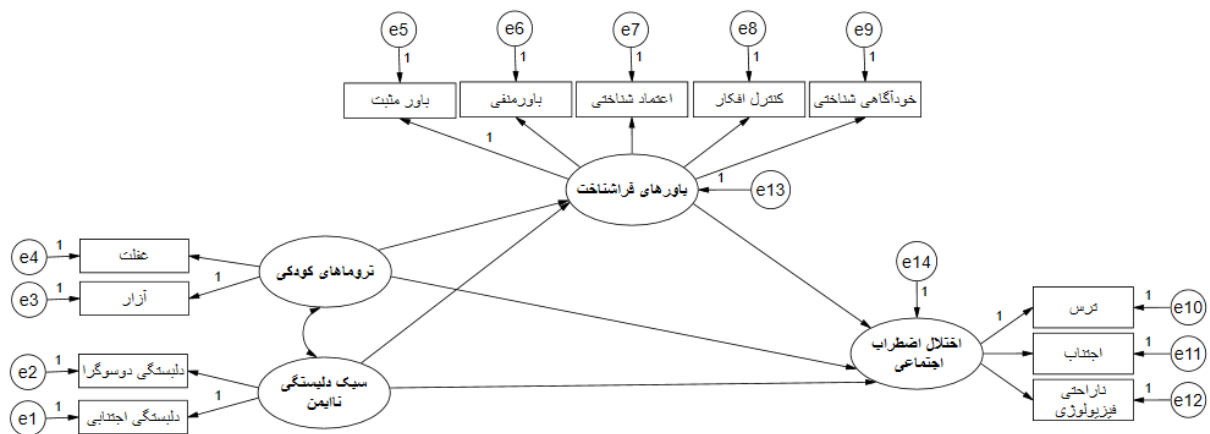 e5
e6
e7
e8
e9
1
1
1
1
1
باور مثبت
باورمنفی
اعتماد شناختی
کنترل افکار
خودآگاهی شناختی
1
باورهای فراشناخت
1
e13
e4
1
غفلت
e3
1
آزار
1
تروماهای کودکی
e14
1
اختلال اضطراب
اجتماعی
1
ترس
1
e10
اجتناب
1
e11
ناراحتی
فیزیولوژی
1
e12
e2
1
دلبستگی دوسوگرا
e1
1
دلبستگی اجتنابی
1
سبک دلبستگی
ناایمن